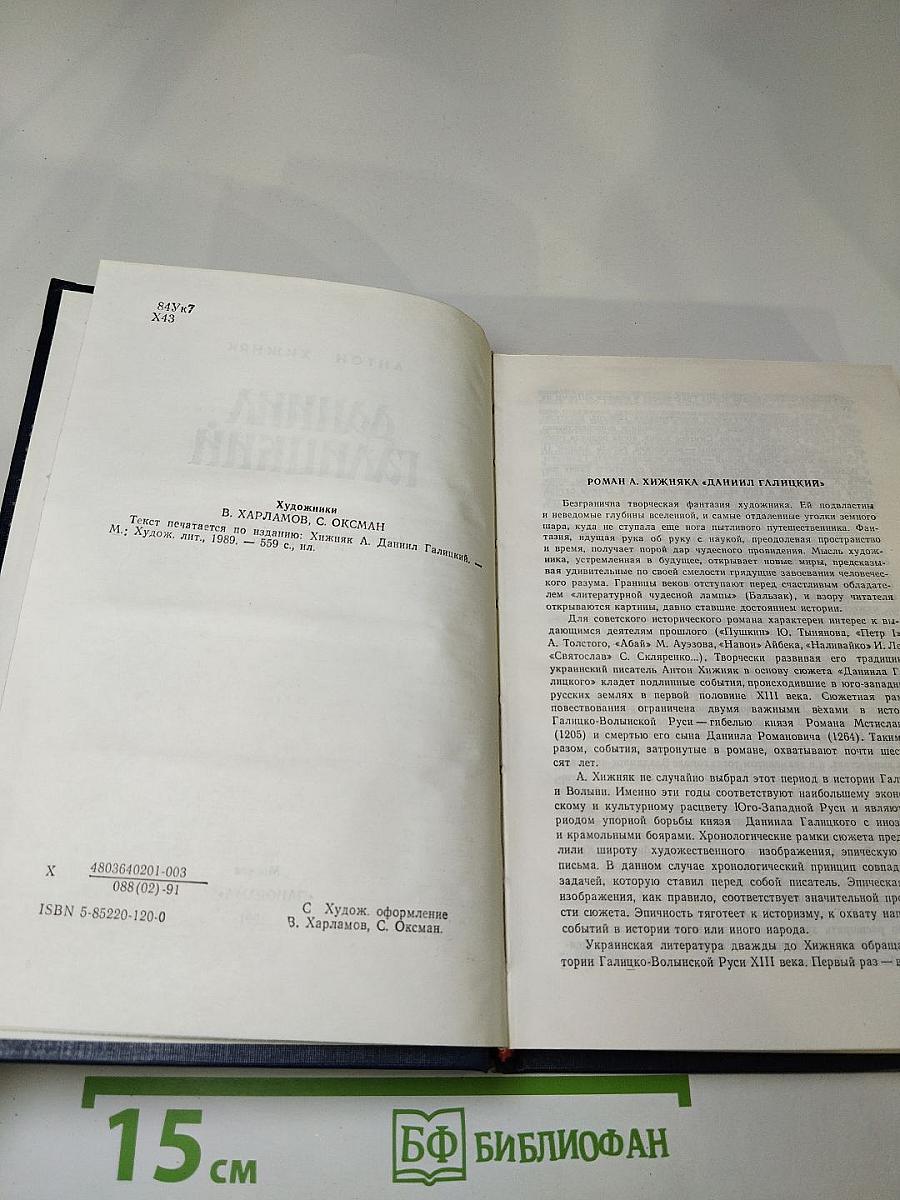 84Ук7
Х43
АНТОН ХИЖНЯК
ДАНИИЛ
ГАЛИЦКИЙ
Художники
В. ХАРЛАМОВ, С. ОКСМАН
Текст печатается по изданию: Хижняк А. Даниил Галицкий. —
М.; Худож. лит., 1989. — 559 с., ил.
Х 4803640201-003
088(02)-91
ISBN 5-85220-120-0
С Худож. оформление
В. Харламов, С. Оксман.
РОМАН А. ХИЖНЯКА «ДАНИИЛ ГАЛИЦКИЙ»
Безгранична творческая фантазия художника. Ей подвластны
и неведомые глубины вселенной, и самые отдаленные уголки земного
шара, куда не ступала еще нога пытливого путешественника. Фан-
тазия, идущая рука об руку с наукой, преодолевая пространство
и время, получает порой дар чудесного провидения. Мысль худож-
ника, устремленная в будущее, открывает новые миры, предсказы-
вая удивительные по своей смелости грядущие завоевания человечес-
кого разума. Границы веков отступают перед счастливым обладате-
лем «литературной чудесной лампы» (Бальзак), и взору читателя
открываются картины, давно ставшие достоянием истории.
Для советского исторического романа характерен интерес к вы-
дающимся деятелям прошлого («Пушкин» Ю. Тынянова, «Петр I»
А. Толстого, «Абай» М. Ауэзова, «Навои» Айбека, «Наливайко» И. Ле
«Святослав» С. Скляренко...). Творчески развивая его традици
украинский писатель Антон Хижняк в основу сюжета «Даниила Г
лицкого» кладет подлинные события, происходившие в юго-западн
русских землях в первой половине XIII века. Сюжетная рам
повествования ограничена двумя важными вехами в исто
Галицко-Волынской Руси — гибелью князя Романа Мстислав
(1205) и смертью его сына Даниила Романовича (1264). Таким
разом, события, затронутые в романе, охватывают почти шест
сят лет.
А. Хижняк не случайно выбрал этот период в истории Гал
и Волыни. Именно эти годы соответствуют наибольшему эконо
скому и культурному расцвету Юго-Западной Руси и являют
риодом упорной борьбы князя Даниила Галицкого с иноз
и крамольными боярами. Хронологические рамки сюжета пред
лили широту художественного изображения, эпическую
письма. В данном случае хронологический принцип совпад
задачей, которую ставил перед собой писатель. Эпическая
изображения, как правило, соответствует значительной про
сти сюжета. Эпичность тяготеет к историзму, к охвату нап
событий в истории того или иного народа.
Украинская литература дважды до Хижняка обраща
тории Галицко-Волынской Руси XIII века. Первый раз — в
15 см
БФ БИБЛИОФАН